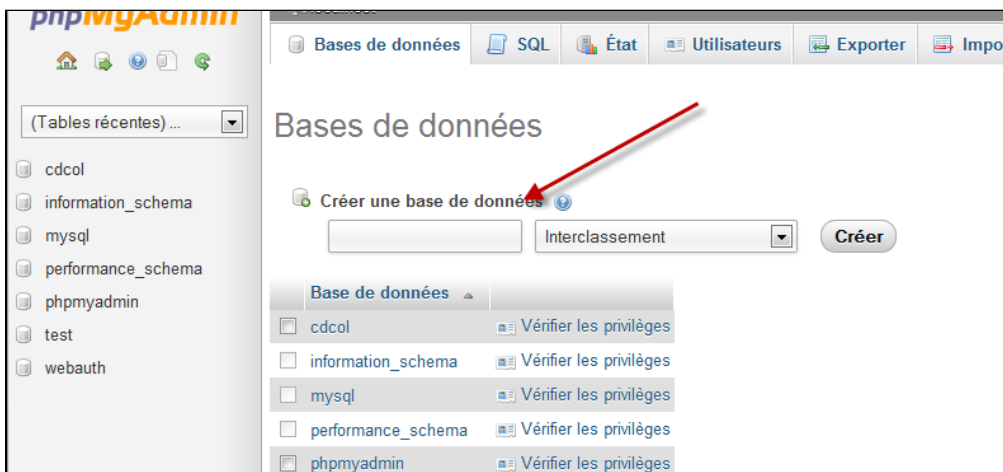 phpMyAdmin
Bases de données
SQL
État
Utilisateurs
Exporter
Impo
(Tables récentes) ...
cdcol
information_schema
mysql
performance_schema
phpmyadmin
test
webauth
Bases de données
Créer une base de données
Interclassement
Créer
Base de données
cdcol Vérifier les privilèges
information_schema Vérifier les privilèges
mysql Vérifier les privilèges
performance_schema Vérifier les privilèges
phpmyadmin Vérifier les privilèges